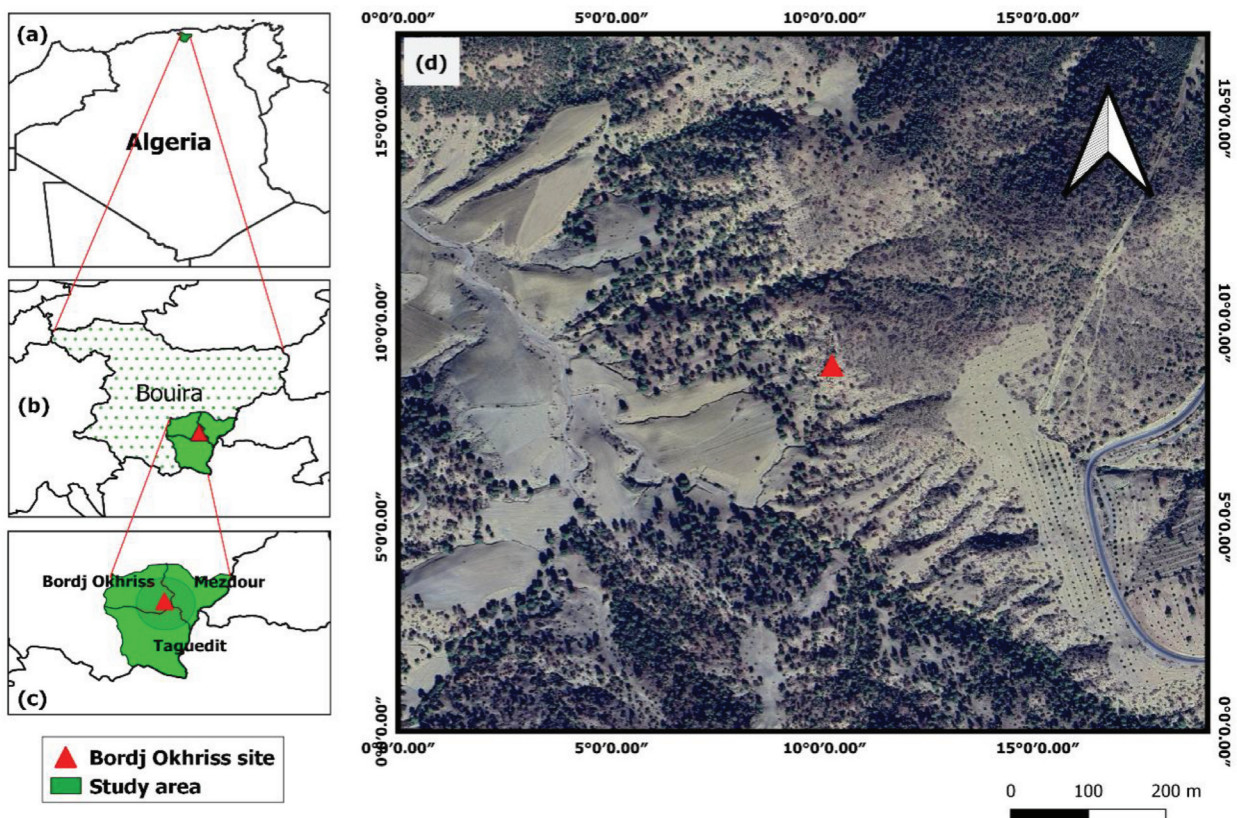 (a)
Algeria
(b)
Bouira
(c)
Bordj Okhriss
Mezdour
Taguedit
Bordj Okhriss site
Study area
(d)
0°0'0.00″ 5°0'0.00″ 10°0'0.00″ 15°0'0.00″
15°0'0.00″
10°0'0.00″
5°0'0.00″
0°0'0.00″
15°0'0.00″
10°0'0.00″
5°0'0.00″
0°0'0.00″
0°0'0.00″ 5°0'0.00″ 10°0'0.00″ 15°0'0.00″
0 100 200 m